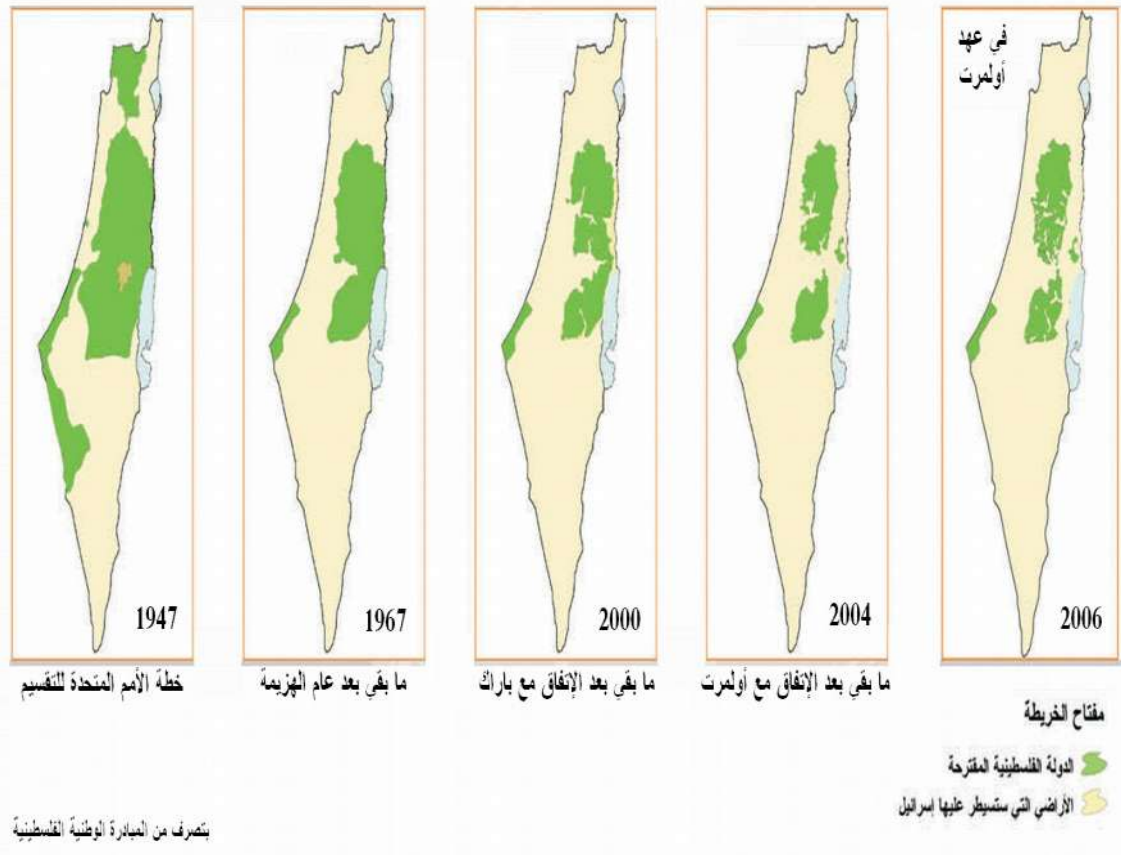 في عهد
أولمرت
1947
1967
2000
2004
2006
خطة الأمم المتحدة للتقسيم
ما بقي بعد عام الهزيمة
ما بقي بعد الإتفاق مع باراك
ما بقي بعد الإتفاق مع أولمرت
مفتاح الخريطة
الدولة الفلسطينية المقترحة
الأراضي التي ستسيطر عليها إسرائيل
بتصرف من المبادرة الوطنية الفلسطينية